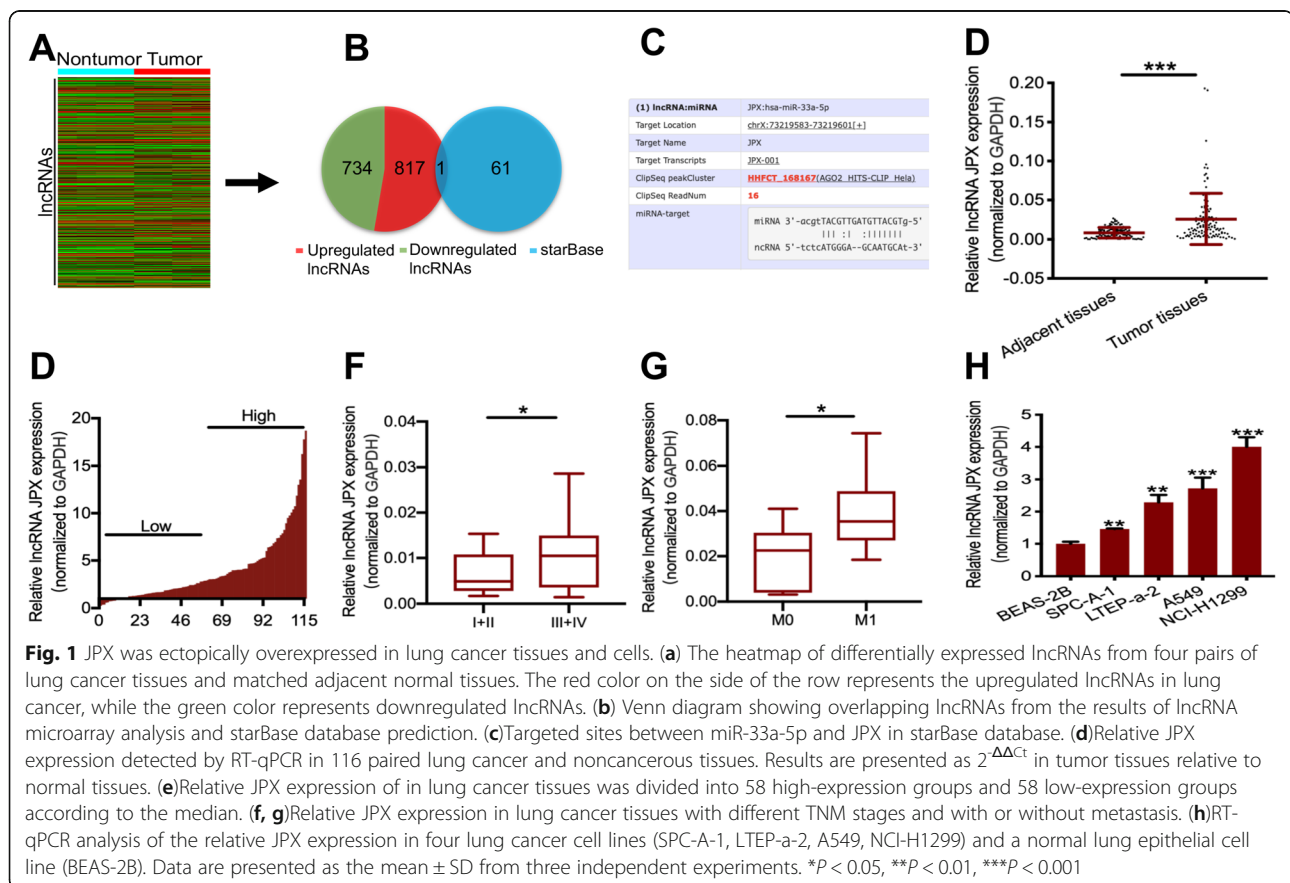 A
Nontumor Tumor
lncRNAs
B
734 817 1 61
Upregulated lncRNAs
Downregulated lncRNAs
starBase
C
(1) lncRNA:miRNA JPX:hsa-miR-33a-5p
Target Location chrX:73219583-73219601[+]
Target Name JPX
Target Transcripts JPX-001
ClipSeq peakCluster HHFCT_168167(AGO2 HITS-CLIP Hela)
ClipSeq ReadNum 16
miRNA-target
miRNA 3'-acgtTACGTTGATGTTACGTg-5'
||| :| :|||||||
ncRNA 5'-tctcATGGGA--GCAATGCAt-3'
D
Relative lncRNA JPX expression
(normalized to GAPDH)
***
0.20
0.15
0.10
0.05
0.00
-0.05
Adjacent tissues
Tumor tissues
D
Relative lncRNA JPX expression
(normalized to GAPDH)
20
15
10
5
0
High
Low
0 23 46 69 92 115
F
Relative lncRNA JPX expression
(normalized to GAPDH)
*
0.04
0.03
0.02
0.01
0.00
I+II III+IV
G
Relative lncRNA JPX expression
(normalized to GAPDH)
*
0.08
0.06
0.04
0.02
0.00
M0 M1
H
Relative lncRNA JPX expression
(normalized to GAPDH)
5
4
3
2
1
0
** ** *** ***
BEAS-2B
SPC-A-1
LTEP-a-2
A549
NCI-H1299
Fig. 1 JPX was ectopically overexpressed in lung cancer tissues and cells. (a) The heatmap of differentially expressed lncRNAs from four pairs of
lung cancer tissues and matched adjacent normal tissues. The red color on the side of the row represents the upregulated lncRNAs in lung
cancer, while the green color represents downregulated lncRNAs. (b) Venn diagram showing overlapping lncRNAs from the results of lncRNA
microarray analysis and starBase database prediction. (c)Targeted sites between miR-33a-5p and JPX in starBase database. (d)Relative JPX
expression detected by RT-qPCR in 116 paired lung cancer and noncancerous tissues. Results are presented as 2-ΔΔCt in tumor tissues relative to
normal tissues. (e)Relative JPX expression of in lung cancer tissues was divided into 58 high-expression groups and 58 low-expression groups
according to the median. (f, g)Relative JPX expression in lung cancer tissues with different TNM stages and with or without metastasis. (h)RT-
qPCR analysis of the relative JPX expression in four lung cancer cell lines (SPC-A-1, LTEP-a-2, A549, NCI-H1299) and a normal lung epithelial cell
line (BEAS-2B). Data are presented as the mean ± SD from three independent experiments. *P < 0.05, **P < 0.01, ***P < 0.001